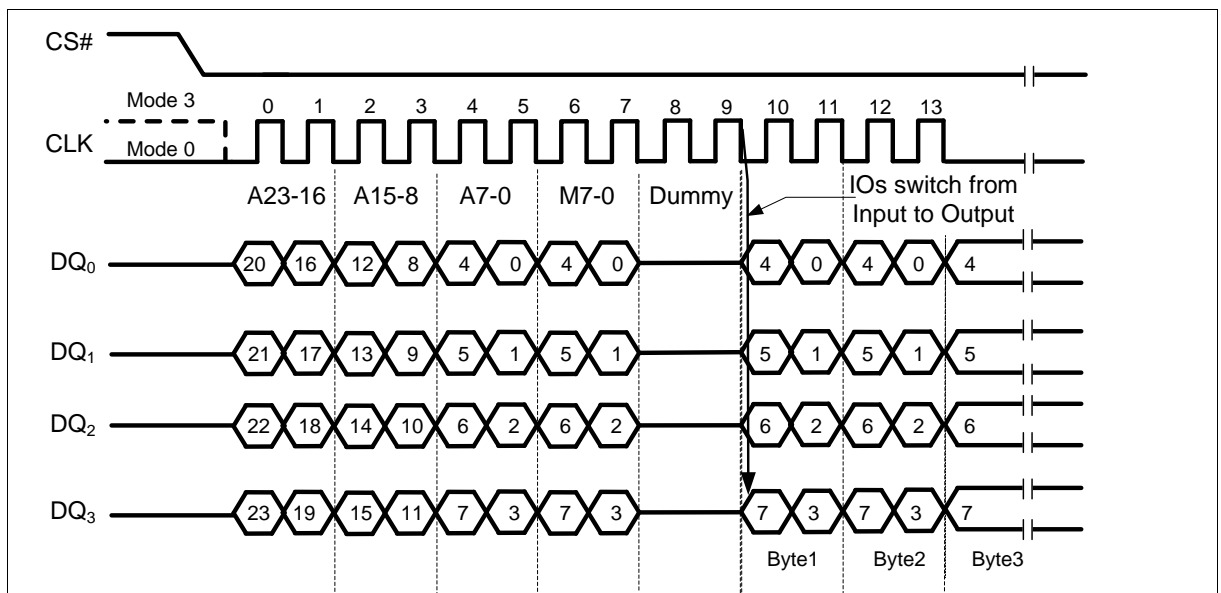 CS#
Mode 3
0 1 2 3 4 5 6 7 8 9 10 11 12 13
CLK
Mode 0
A23-16 A15-8 A7-0 M7-0 Dummy
IOs switch from
Input to Output
DQ0 20 16 12 8 4 0 4 0 4 0 4 0 4
DQ1 21 17 13 9 5 1 5 1 5 1 5 1 5
DQ2 22 18 14 10 6 2 6 2 6 2 6 2 6
DQ3 23 19 15 11 7 3 7 3 7 3 7 3 7
Byte1 Byte2 Byte3